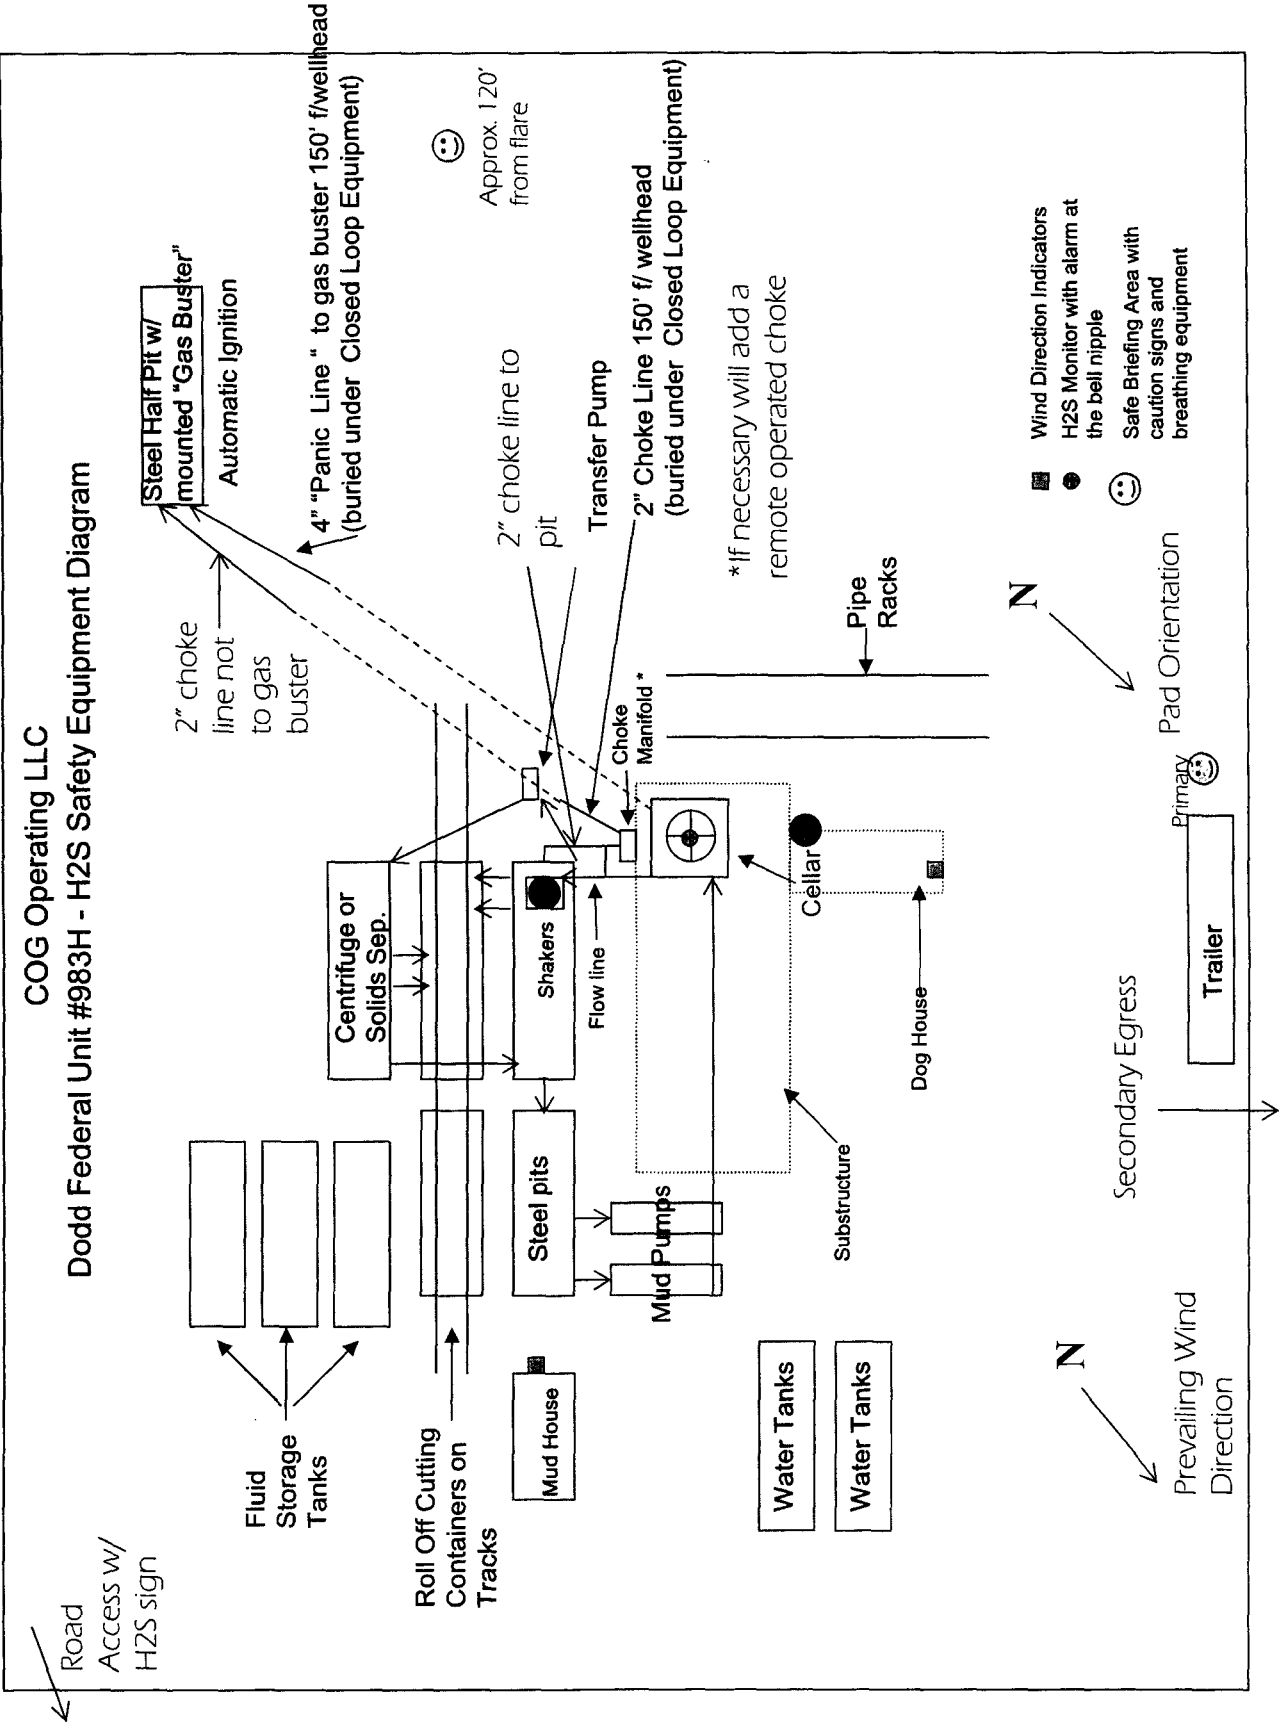 COG Operating LLC
Dodd Federal Unit #983H - H2S Safety Equipment Diagram
Road
Access w/
H2S sign
Fluid
Storage
Tanks
2" choke
line not
to gas
buster
Steel Half Pit w/
mounted "Gas Buster"
Automatic Ignition
4" "Panic Line " to gas buster 150' f/wellhead
(buried under Closed Loop Equipment)
Approx. 120'
from flare
Roll Off Cutting
Containers on
Tracks
Centrifuge or
Solids Sep.
2" choke line to
pit
Transfer Pump
2" Choke Line 150' f/ wellhead
(buried under Closed Loop Equipment)
Mud House
Steel pits
Shakers
Flow line
Choke
Manifold *
*If necessary will add a
remote operated choke
Mud Pumps
Cellar
Pipe
Racks
Substructure
Dog House
Water Tanks
Water Tanks
N
Prevailing Wind
Direction
Secondary Egress
Trailer
Primary
N
Pad Orientation
Wind Direction Indicators
H2S Monitor with alarm at
the bell nipple
Safe Briefing Area with
caution signs and
breathing equipment